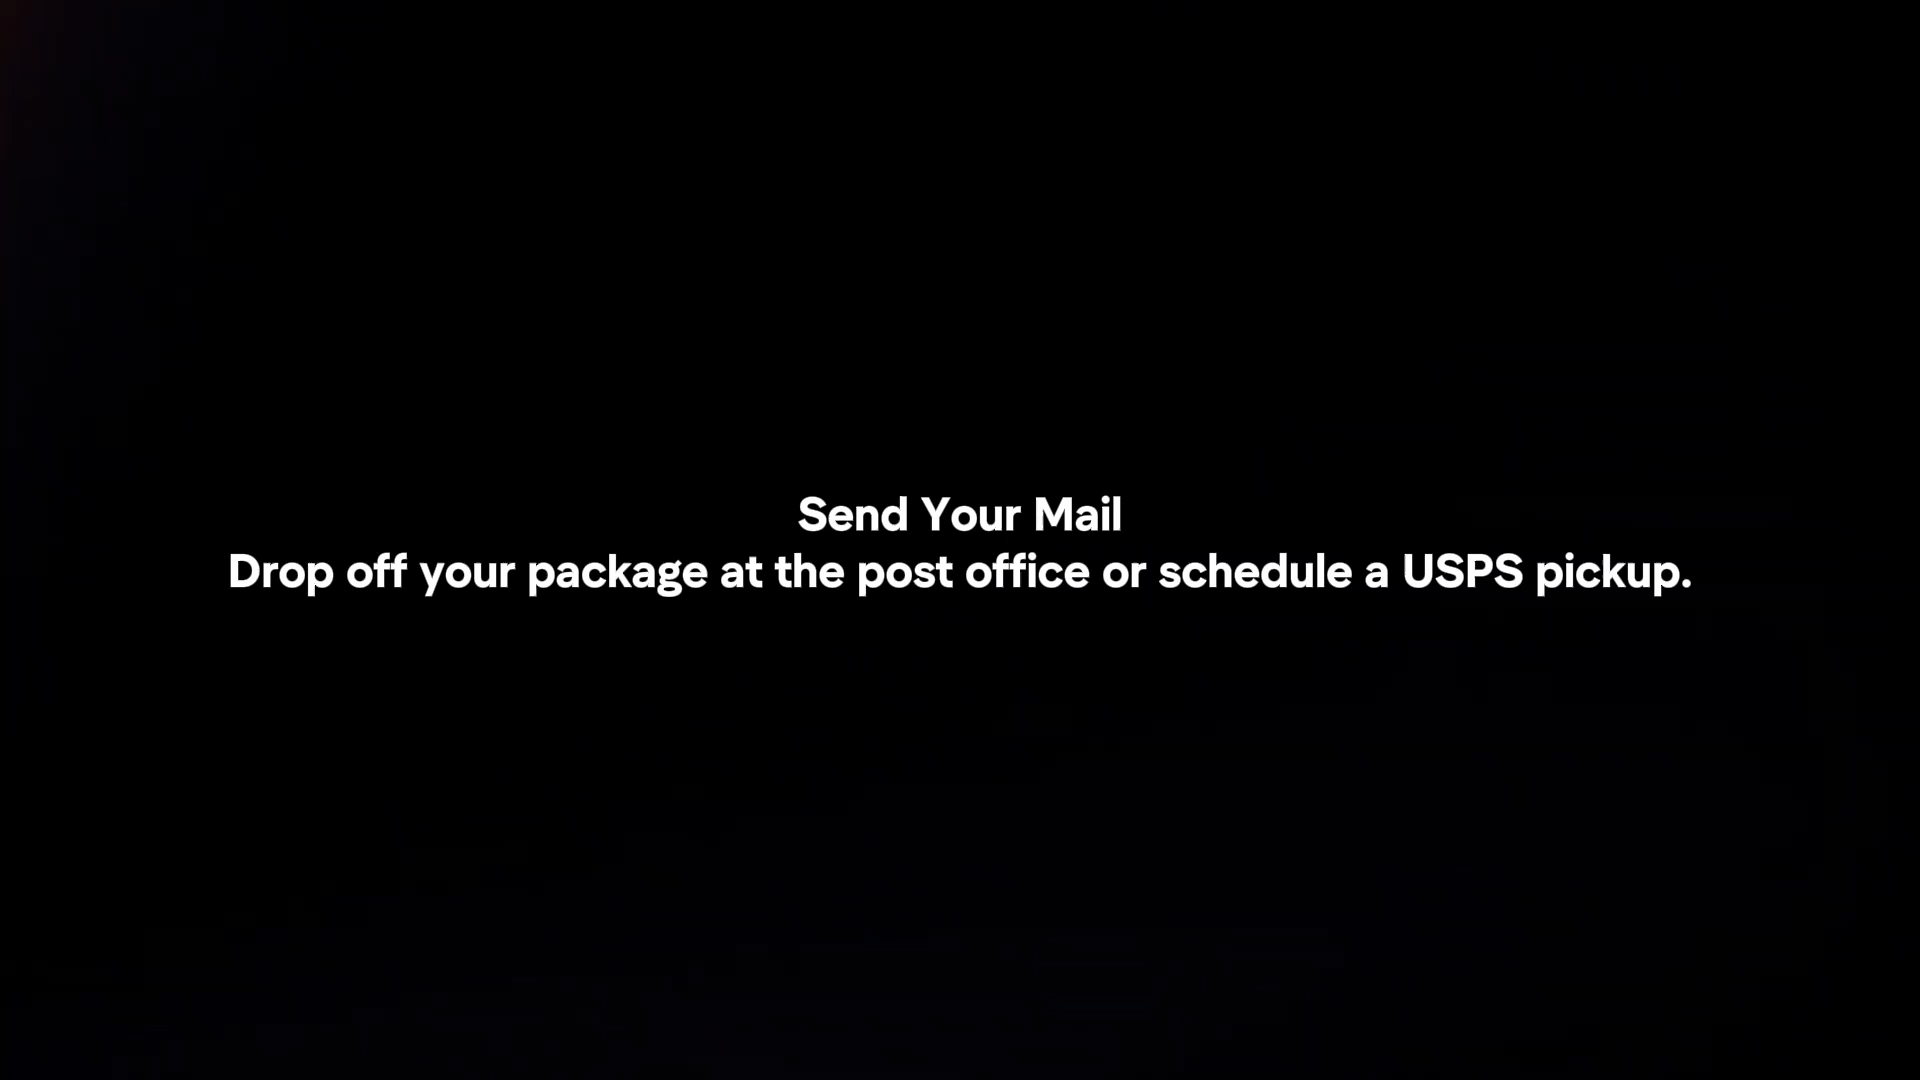 Send Your Mail
Drop off your package at the post office or schedule a USPS pickup.